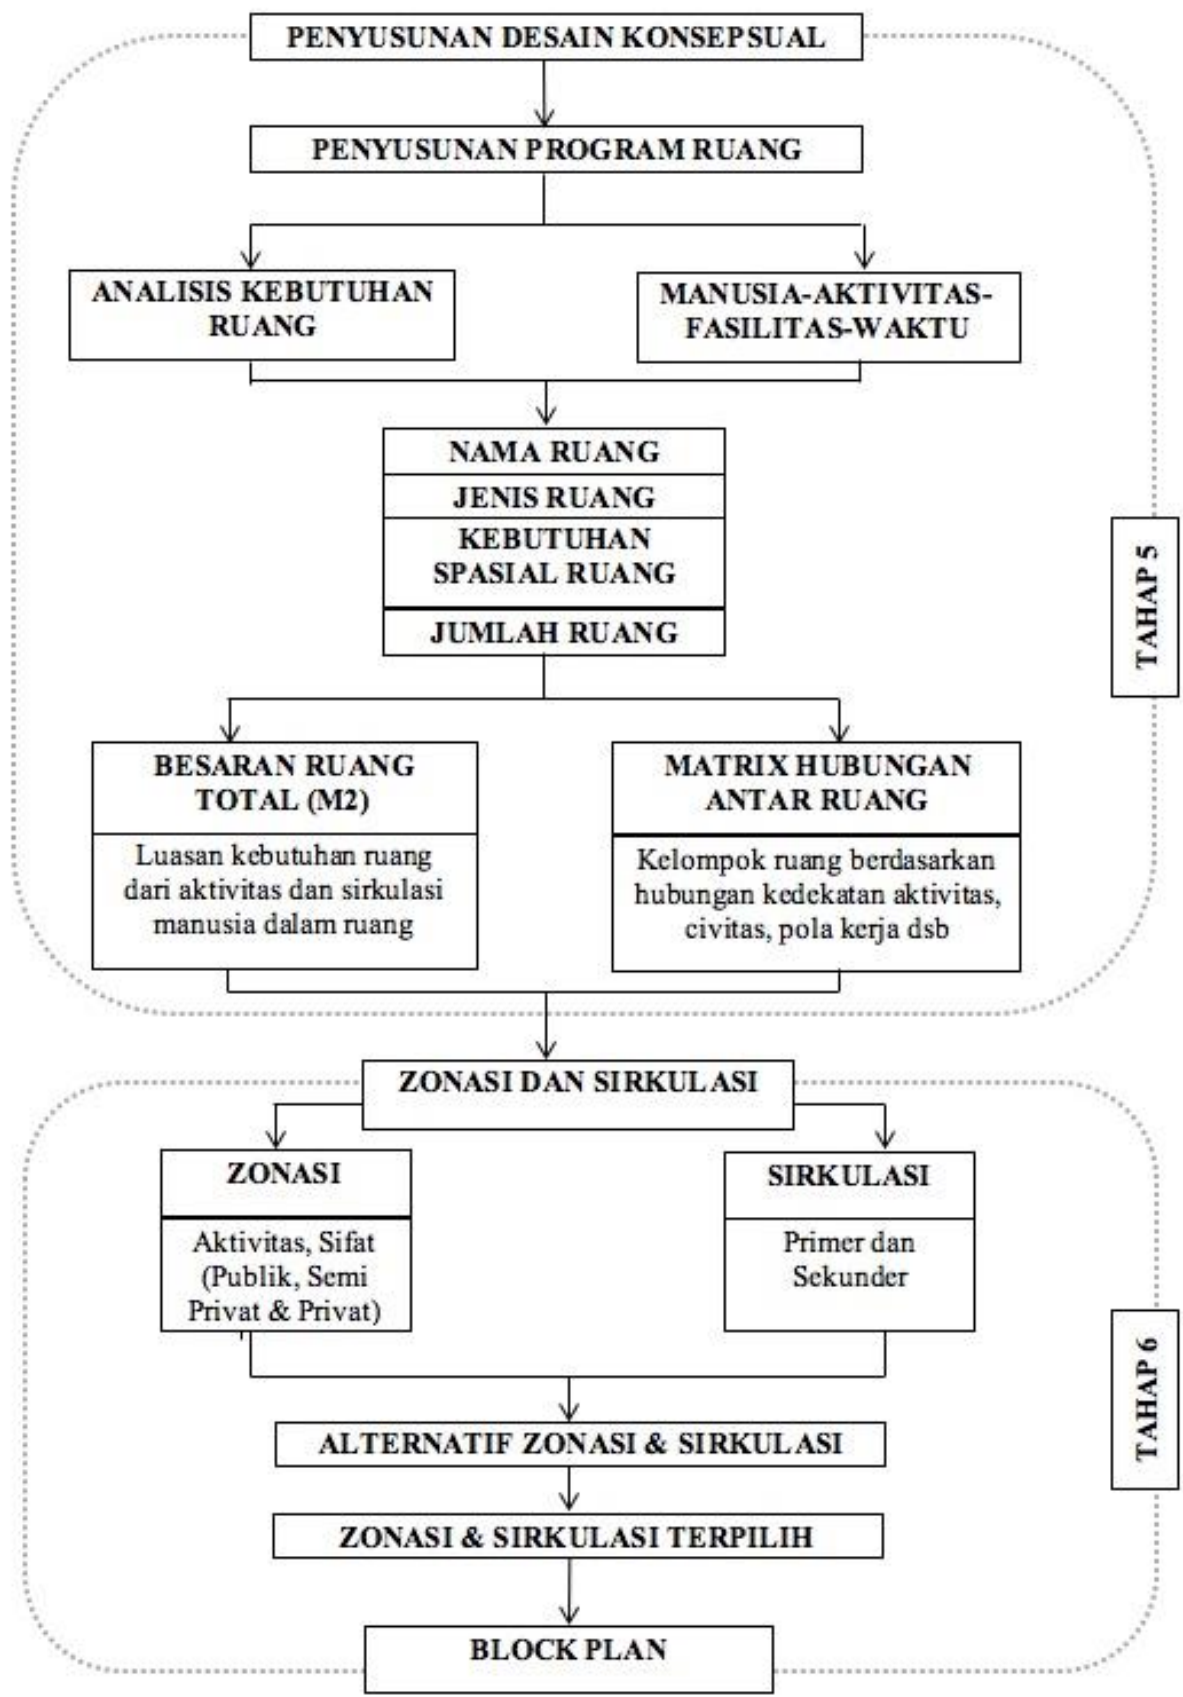 PENYUSUNAN DESAIN KONSEPSUAL
PENYUSUNAN PROGRAM RUANG
ANALISIS KEBUTUHAN
RUANG
MANUSIA-AKTIVITAS-
FASILITAS-WAKTU
NAMA RUANG
JENIS RUANG
KEBUTUHAN
SPASIAL RUANG
JUMLAH RUANG
TAHAP 5
BESARAN RUANG
TOTAL (M2)
Luasan kebutuhan ruang
dari aktivitas dan sirkulasi
manusia dalam ruang
MATRIX HUBUNGAN
ANTAR RUANG
Kelompok ruang berdasarkan
hubungan kedekatan aktivitas,
civitas, pola kerja dsb
ZONASI DAN SIRKULASI
ZONASI
Aktivitas, Sifat
(Publik, Semi
Privat & Privat)
SIRKULASI
Primer dan
Sekunder
TAHAP 6
ALTERNATIF ZONASI & SIRKULASI
ZONASI & SIRKULASI TERPILIH
BLOCK PLAN